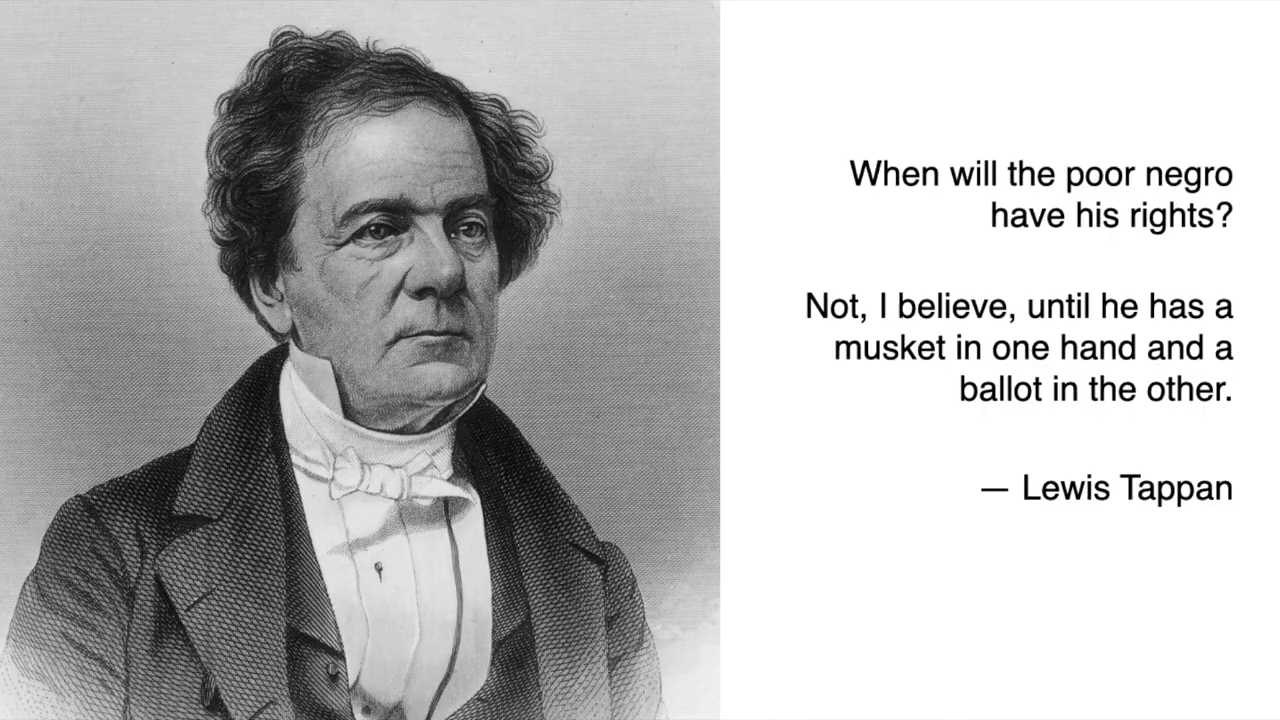 When will the poor negro
have his rights?
Not, I believe, until he has a
musket in one hand and a
ballot in the other.
— Lewis Tappan